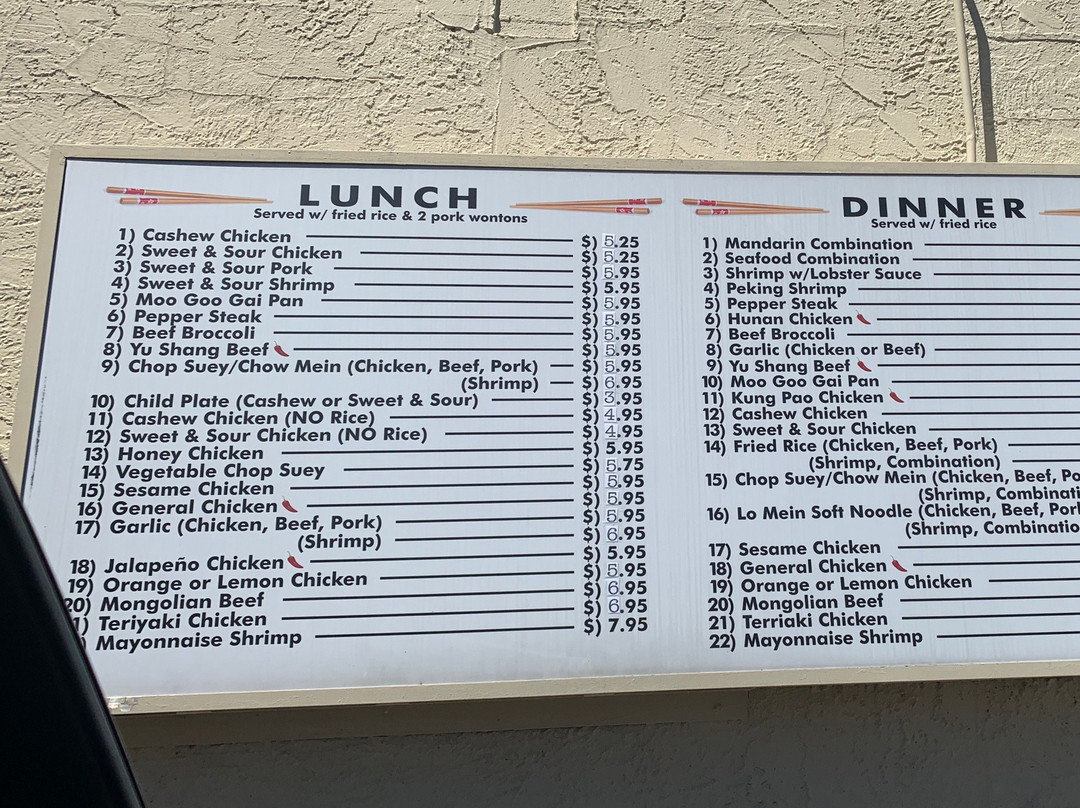 LUNCH
Served w/ fried rice & 2 pork wontons
1) Cashew Chicken $) 5.25
2) Sweet & Sour Chicken $) 5.25
3) Sweet & Sour Pork $) 5.95
4) Sweet & Sour Shrimp $) 5.95
5) Moo Goo Gai Pan $) 5.95
6) Pepper Steak $) 5.95
7) Beef Broccoli $) 5.95
8) Yu Shang Beef $) 5.95
9) Chop Suey/Chow Mein (Chicken, Beef, Pork) $) 5.95
(Shrimp) $) 6.95
10) Child Plate (Cashew or Sweet & Sour) $) 3.95
11) Cashew Chicken (NO Rice) $) 4.95
12) Sweet & Sour Chicken (NO Rice) $) 4.95
13) Honey Chicken $) 5.95
14) Vegetable Chop Suey $) 5.75
15) Sesame Chicken $) 5.95
16) General Chicken $) 5.95
17) Garlic (Chicken, Beef, Pork) $) 5.95
(Shrimp) $) 6.95
18) Jalapeño Chicken $) 5.95
19) Orange or Lemon Chicken $) 5.95
20) Mongolian Beef $) 6.95
1) Teriyaki Chicken $) 6.95
) Mayonnaise Shrimp $) 7.95
DINNER
Served w/ fried rice
1) Mandarin Combination
2) Seafood Combination
3) Shrimp w/Lobster Sauce
4) Peking Shrimp
5) Pepper Steak
6) Hunan Chicken
7) Beef Broccoli
8) Garlic (Chicken or Beef)
9) Yu Shang Beef
10) Moo Goo Gai Pan
11) Kung Pao Chicken
12) Cashew Chicken
13) Sweet & Sour Chicken
14) Fried Rice (Chicken, Beef, Pork)
(Shrimp, Combination)
15) Chop Suey/Chow Mein (Chicken, Beef, Po
(Shrimp, Combinati
16) Lo Mein Soft Noodle (Chicken, Beef, Pork
(Shrimp, Combinatio
17) Sesame Chicken
18) General Chicken
19) Orange or Lemon Chicken
20) Mongolian Beef
21) Terriaki Chicken
22) Mayonnaise Shrimp